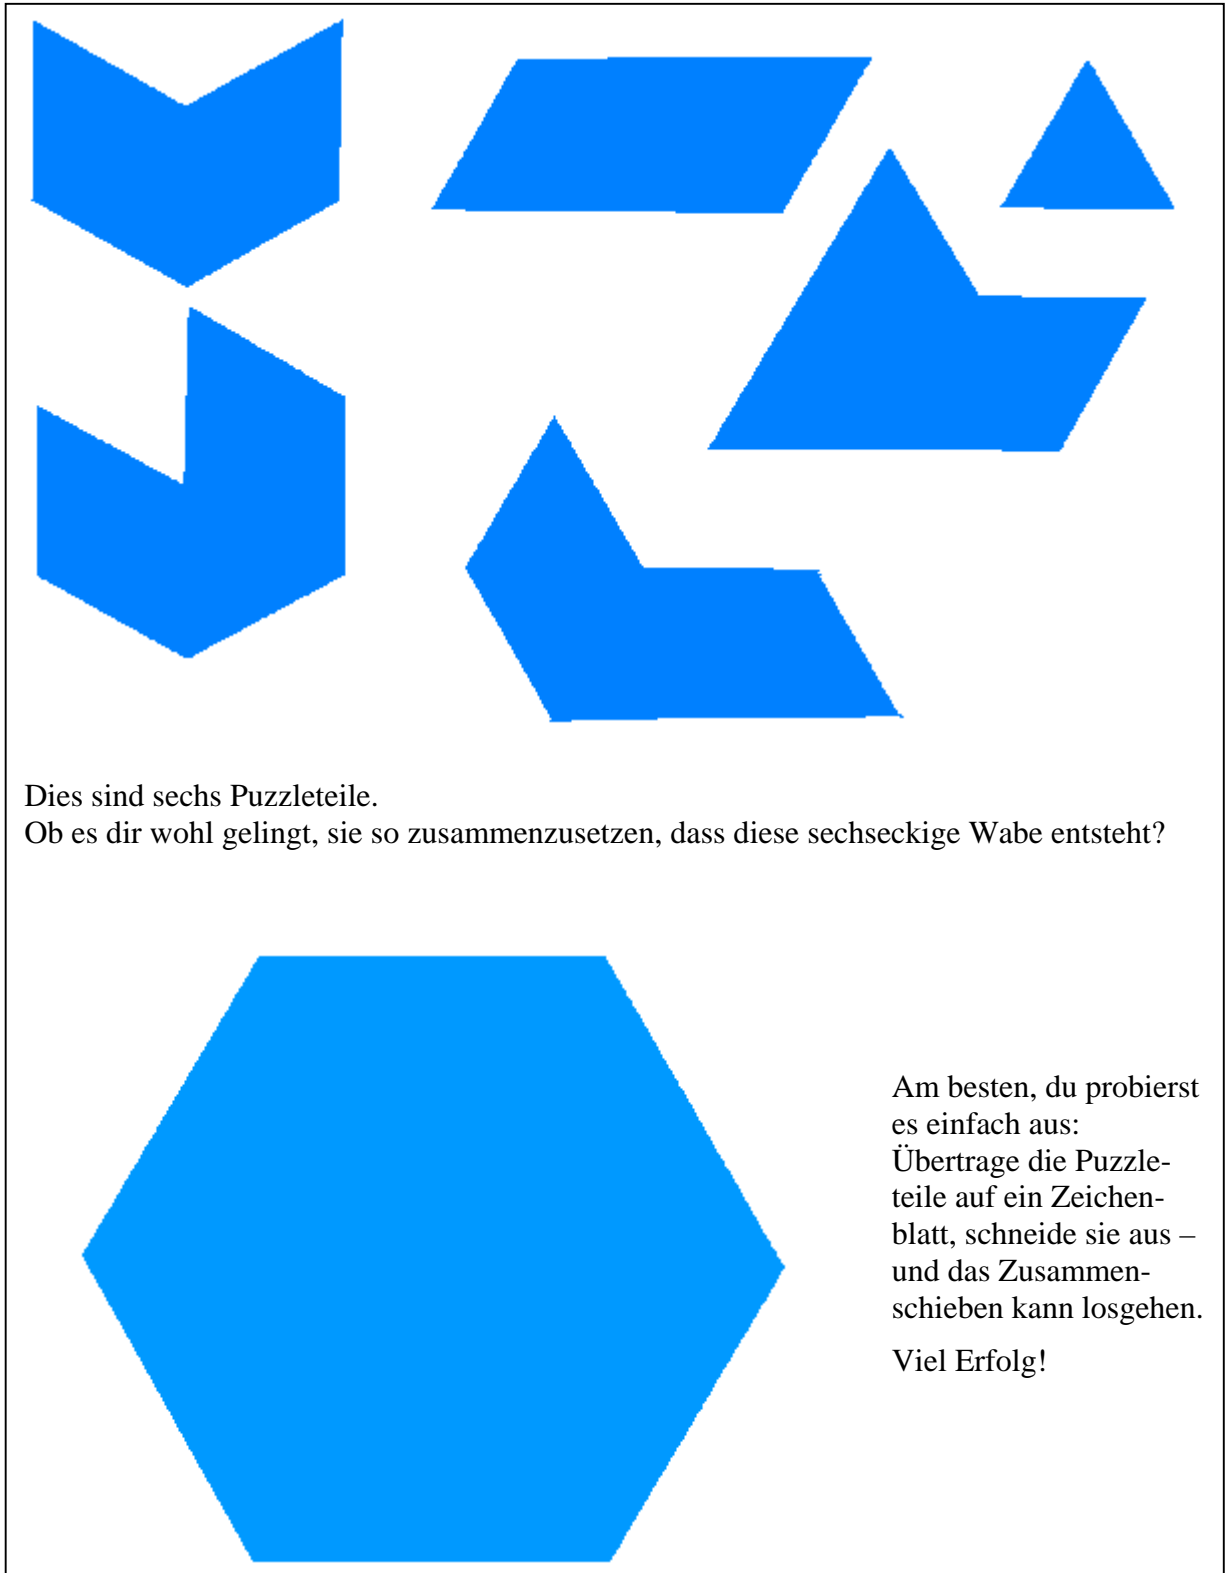 Dies sind sechs Puzzleteile.
Ob es dir wohl gelingt, sie so zusammenzusetzen, dass diese sechseckige Wabe entsteht?
Am besten, du probierst
es einfach aus:
Übertrage die Puzzle-
teile auf ein Zeichen-
blatt, schneide sie aus –
und das Zusammen-
schieben kann losgehen.
Viel Erfolg!